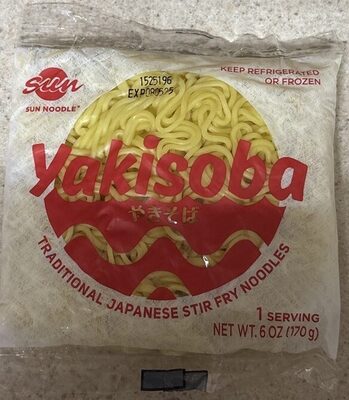 Sun
SUN NOODLE®
1525196
EXP080525
KEEP REFRIGERATED
OR FROZEN
Yakisoba
やきそば
TRADITIONAL JAPANESE STIR FRY NOODLES
1 SERVING
NET WT. 6 OZ (170 g)